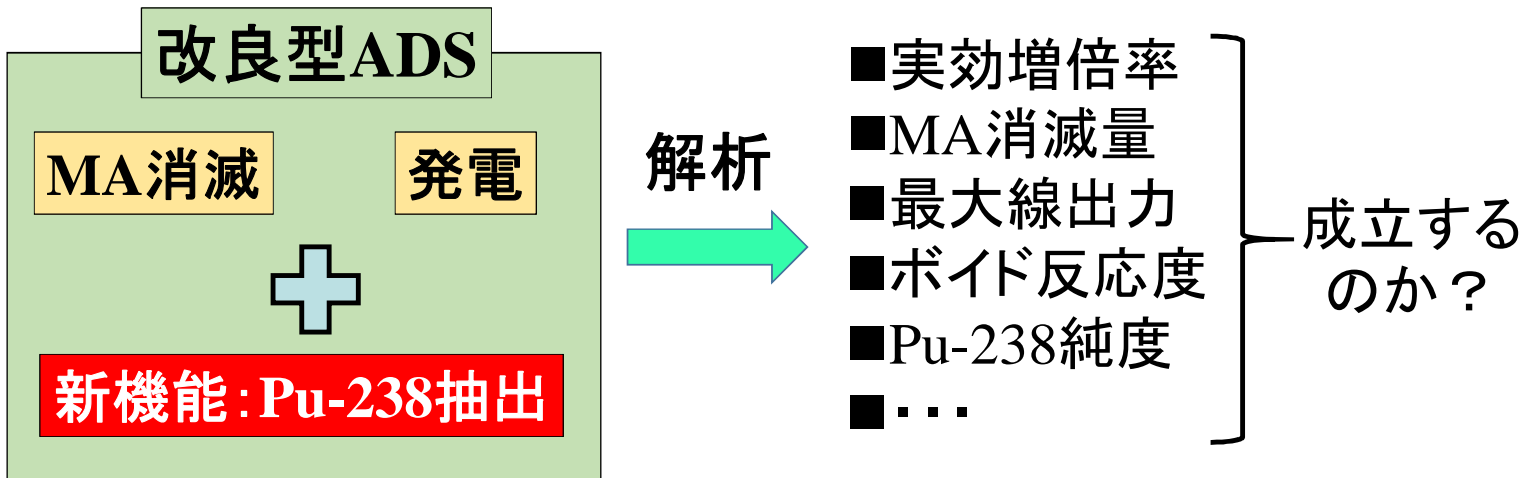 改良型ADS
MA消滅
発電
新機能：Pu-238抽出
解析
■実効増倍率
■MA消滅量
■最大線出力
■ボイド反応度
■Pu-238純度
■・・・
成立する
のか？